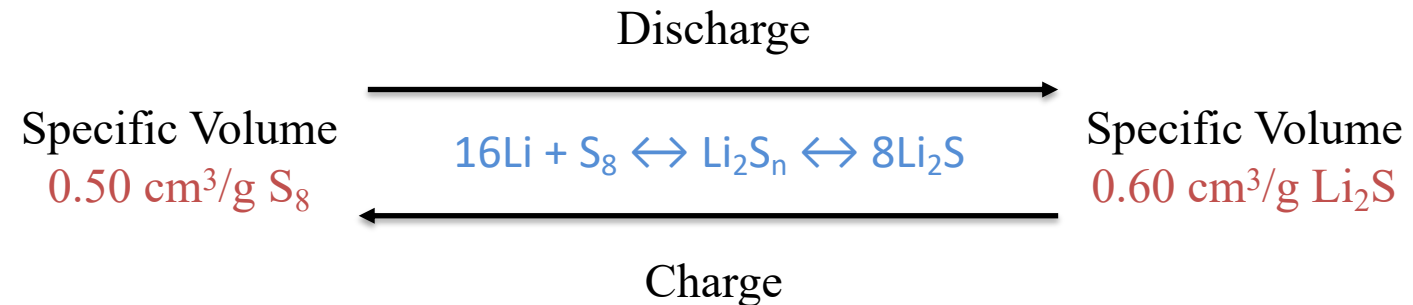 Discharge
Specific Volume
0.50 cm³/g S₈
16Li + S₈ ↔ Li₂Sₙ ↔ 8Li₂S
Specific Volume
0.60 cm³/g Li₂S
Charge